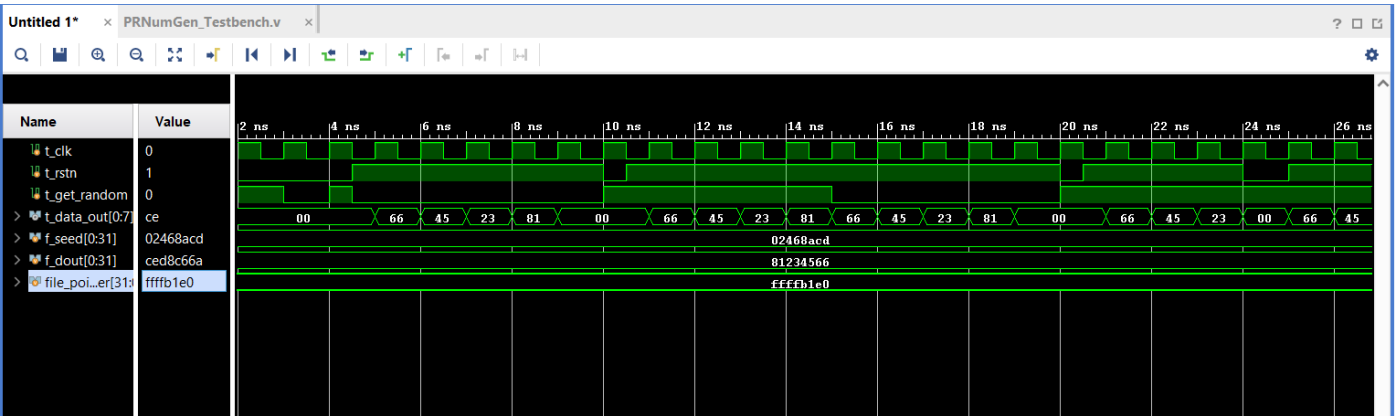 Untitled 1* × PRNumGen_Testbench.v × ?
Name Value
2 ns 4 ns 6 ns 8 ns 10 ns 12 ns 14 ns 16 ns 18 ns 20 ns 22 ns 24 ns 26 ns
t_clk 0
t_rstn 1
t_get_random 0
t_data_out[0:7] ce 00 66 45 23 81 00 66 45 23 81 66 45 23 81 00 66 45 23 00 66 45
f_seed[0:31] 02468acd 02468acd
f_dout[0:31] ced8c66a 81234566
file_poi...er[31:0 ffffb1e0 ffffb1e0